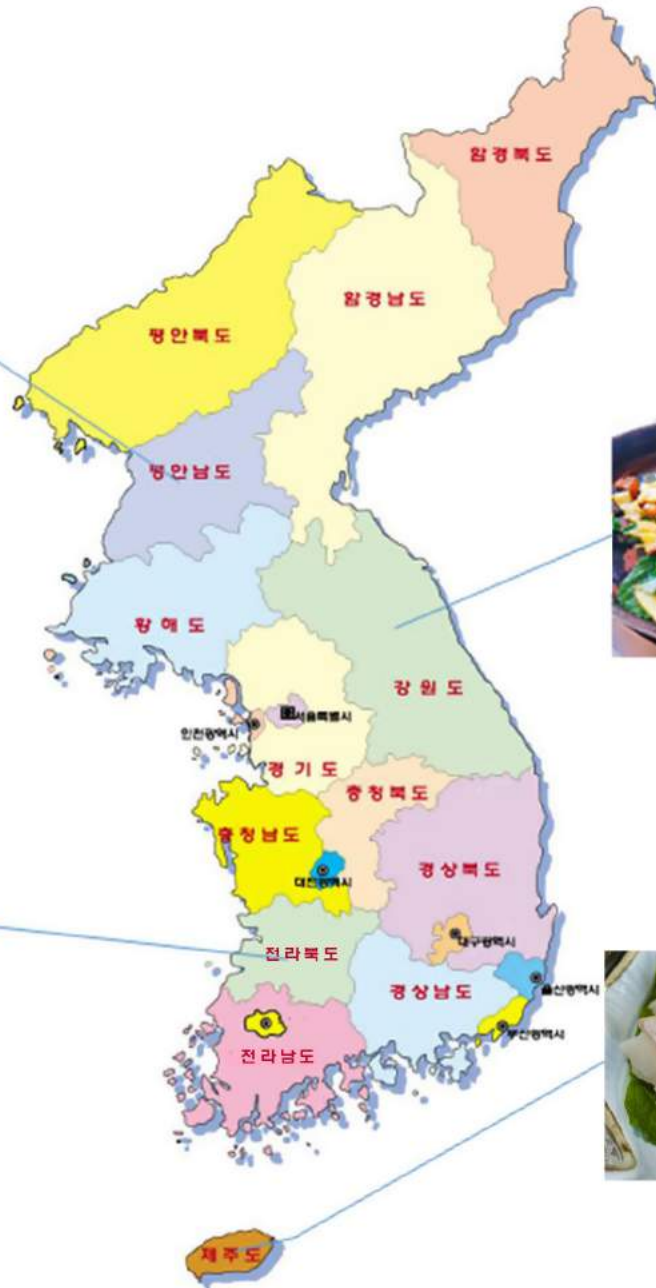 함경북도
함경남도
평안북도
평안남도
황해도
강원도
서울특별시
인천광역시
경기도
충청북도
충청남도
대전광역시
경상북도
대구광역시
전라북도
경상남도
울산광역시
부산광역시
전라남도
제주도